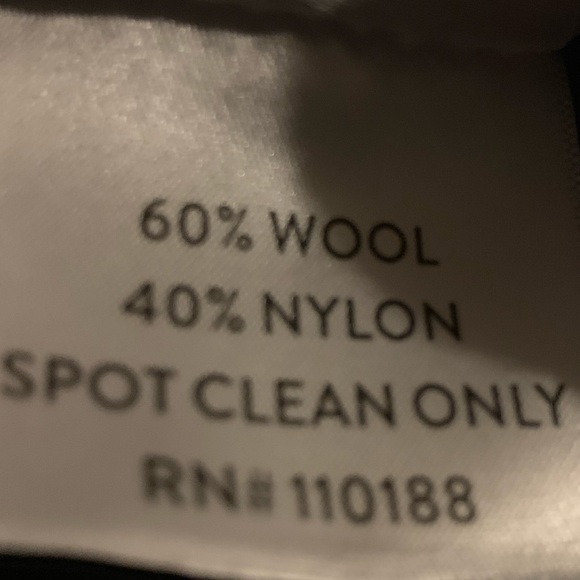 60% WOOL
40% NYLON
SPOT CLEAN ONLY
RN# 110188